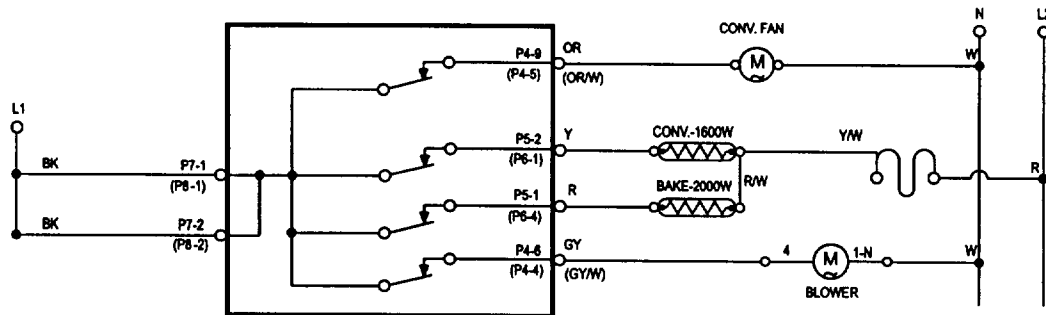 N
L2
CONV. FAN
P4-9
(P4-5)
OR
(OR/W)
M
W
L1
P5-2
(P6-1)
Y
CONV.-1600W
Y/W
BK
P7-1
(P8-1)
R/W
R
P5-1
(P6-4)
R
BAKE-2000W
BK
P7-2
(P8-2)
P4-6
(P4-4)
GY
(GY/W)
4
M
1-N
W
BLOWER